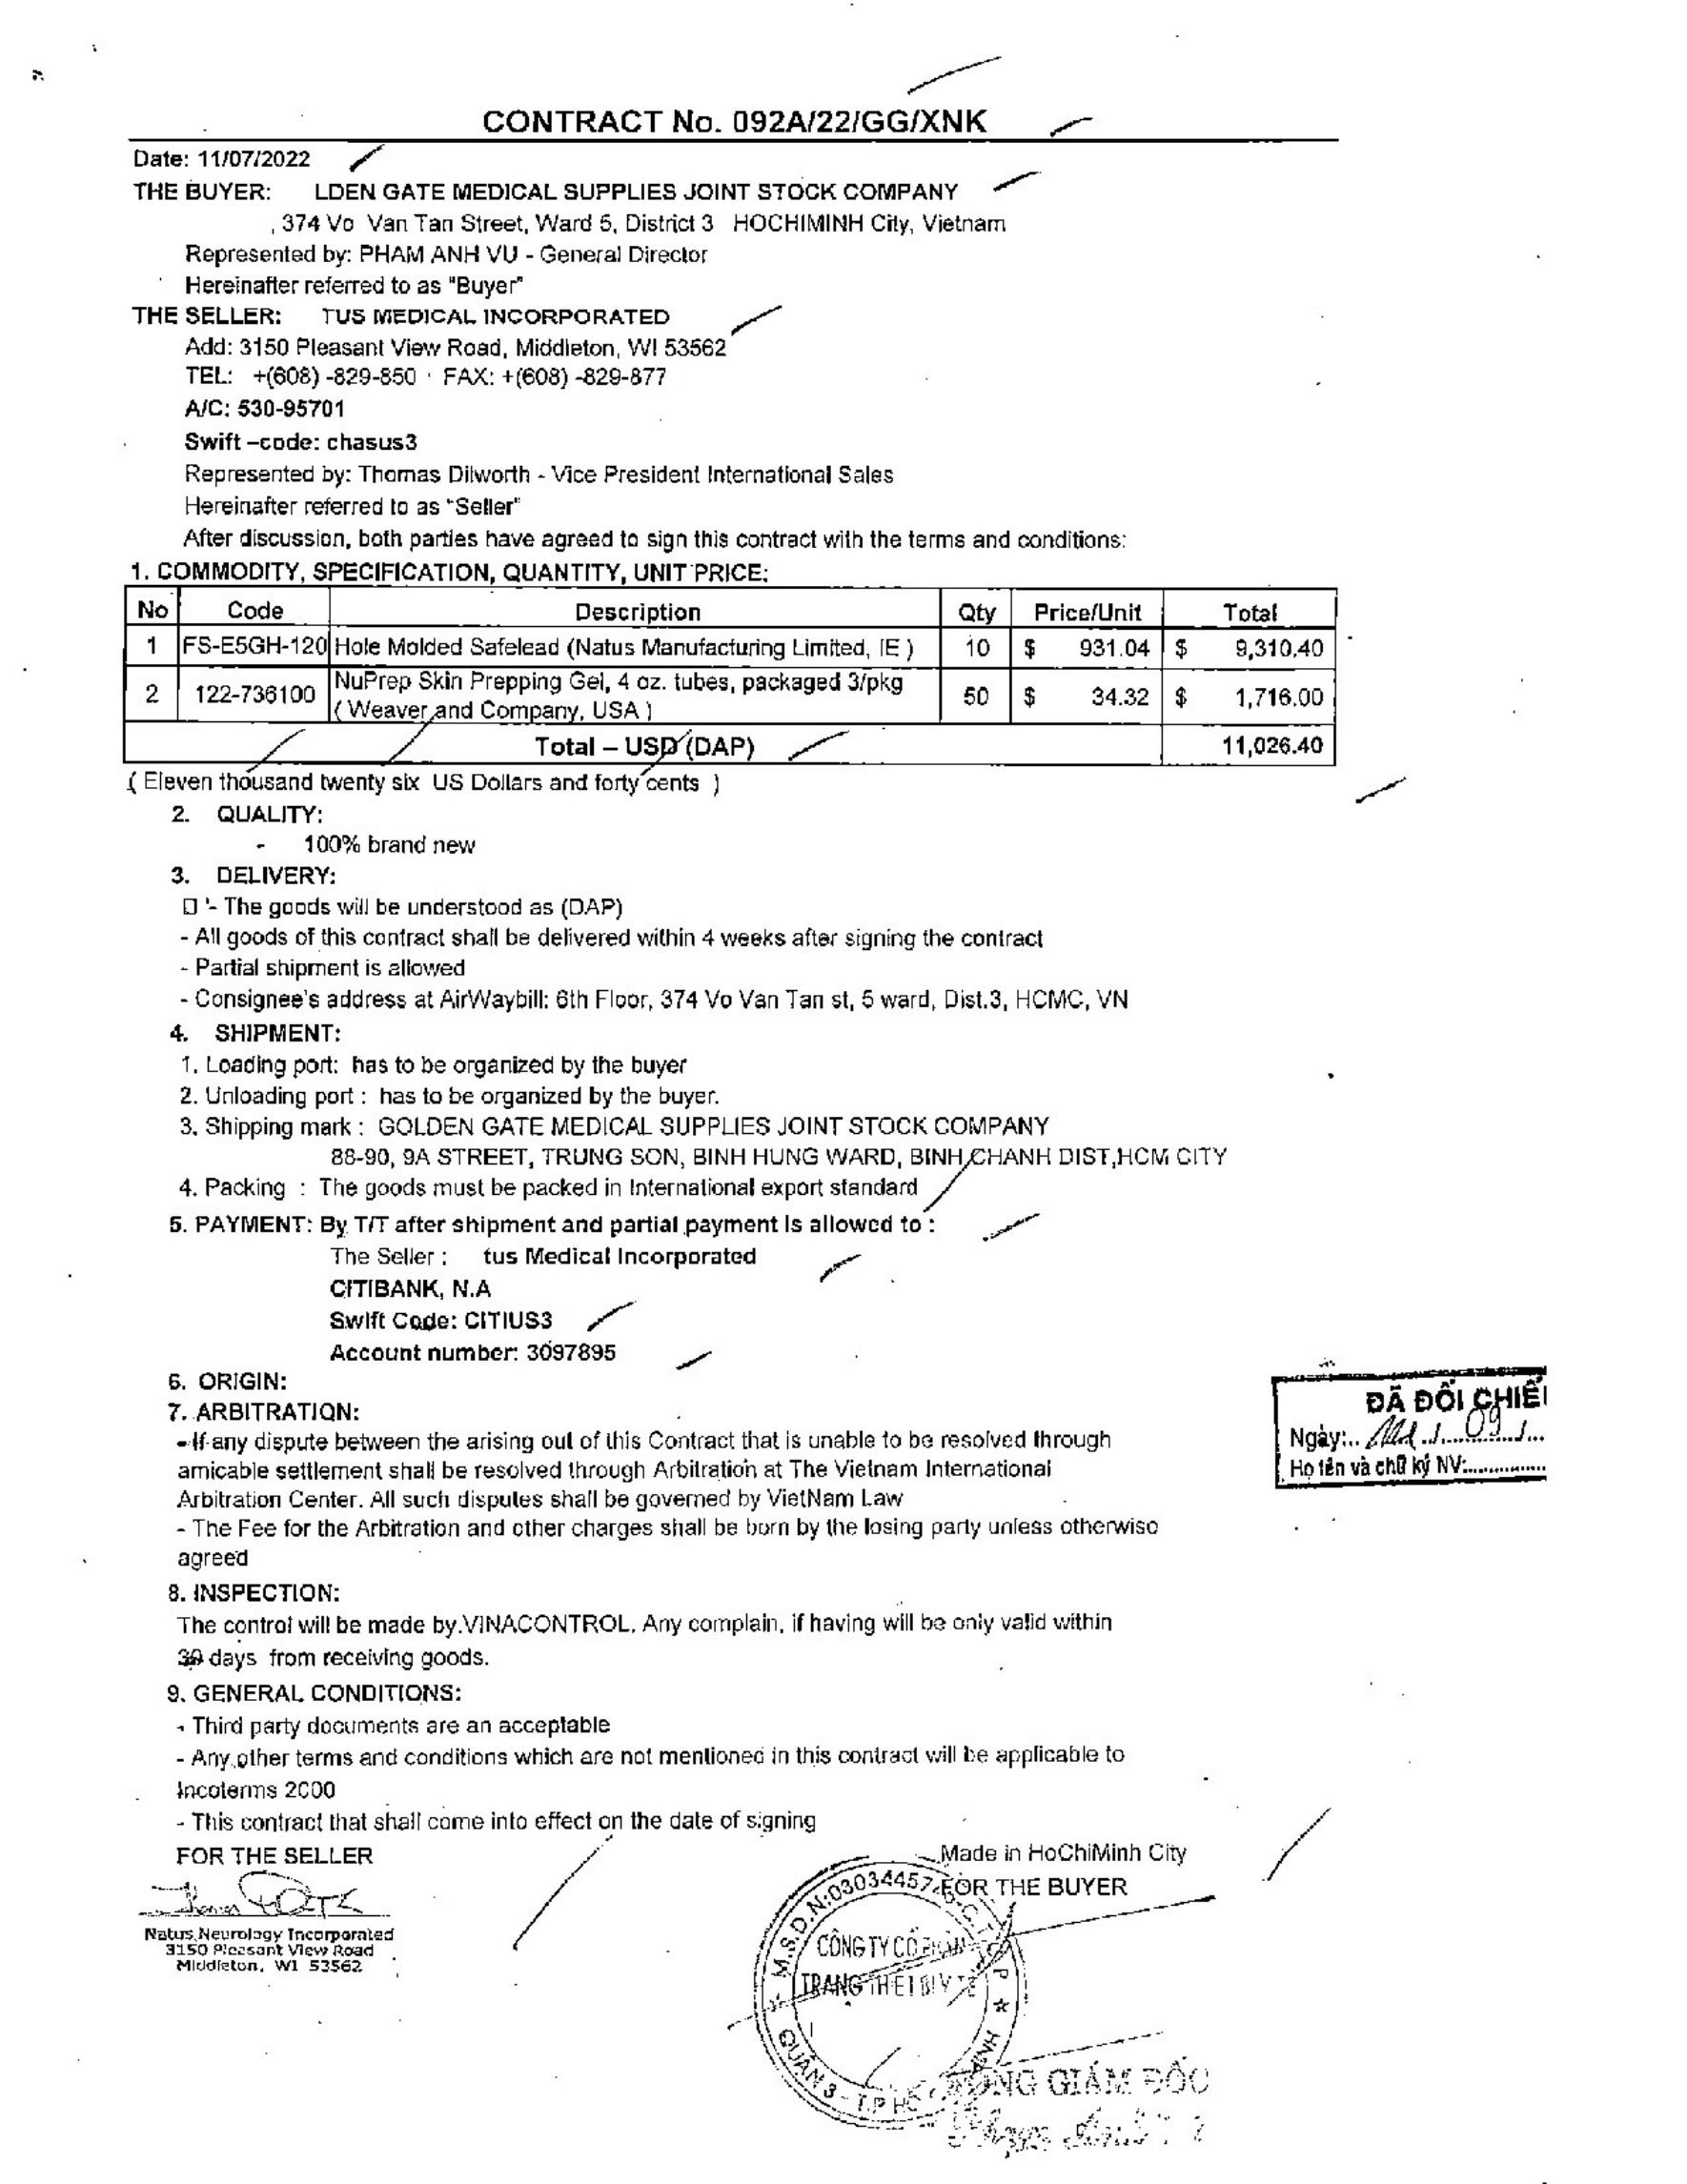 CONTRACT No. 092A/22/GG/XNK
Date: 11/07/2022
THE BUYER: LDEN GATE MEDICAL SUPPLIES JOINT STOCK COMPANY
, 374 Vo Van Tan Street, Ward 5, District 3 HOCHIMINH City, Vietnam
Represented by: PHAM ANH VU - General Director
Hereinafter referred to as "Buyer"
THE SELLER: TUS MEDICAL INCORPORATED
Add: 3150 Pleasant View Road, Middleton, WI 53562
TEL: +(608) -829-850 FAX: +(608) -829-877
A/C: 530-95701
Swift –code: chasus3
Represented by: Thomas Dilworth - Vice President International Sales
Hereinafter referred to as "Seller"
After discussion, both parties have agreed to sign this contract with the terms and conditions:
1. COMMODITY, SPECIFICATION, QUANTITY, UNIT PRICE:
No Code Description Qty Price/Unit Total
1 FS-E5GH-120 Hole Molded Safelead (Natus Manufacturing Limited, IE ) 10 $ 931.04 $ 9,310.40
2 122-736100 NuPrep Skin Prepping Gel, 4 oz. tubes, packaged 3/pkg 50 $ 34.32 $ 1,716.00
( Weaver and Company, USA )
Total – USD (DAP) 11,026.40
( Eleven thousand twenty six US Dollars and forty cents )
2. QUALITY:
- 100% brand new
3. DELIVERY:
'- The goods will be understood as (DAP)
- All goods of this contract shall be delivered within 4 weeks after signing the contract
- Partial shipment is allowed
- Consignee's address at AirWaybill: 6th Floor, 374 Vo Van Tan st, 5 ward, Dist.3, HCMC, VN
4. SHIPMENT:
1. Loading port: has to be organized by the buyer
2. Unloading port : has to be organized by the buyer.
3. Shipping mark : GOLDEN GATE MEDICAL SUPPLIES JOINT STOCK COMPANY
88-90, 9A STREET, TRUNG SON, BINH HUNG WARD, BINH CHANH DIST,HCM CITY
4. Packing : The goods must be packed in International export standard
5. PAYMENT: By T/T after shipment and partial payment is allowed to :
The Seller : tus Medical Incorporated
CITIBANK, N.A
Swift Code: CITIUS3
Account number: 3097895
6. ORIGIN:
7. ARBITRATION:
- If any dispute between the arising out of this Contract that is unable to be resolved through
amicable settlement shall be resolved through Arbitration at The Vietnam International
Arbitration Center. All such disputes shall be governed by VietNam Law
- The Fee for the Arbitration and other charges shall be born by the losing party unless otherwise
agreed
ĐÃ ĐỐI CHIẾ
Ngày: 09
Họ tên và chữ ký NV:
8. INSPECTION:
The control will be made by VINACONTROL. Any complain, if having will be only valid within
days from receiving goods.
9. GENERAL CONDITIONS:
- Third party documents are an acceptable
- Any other terms and conditions which are not mentioned in this contract will be applicable to
Incoterms 2000
- This contract that shall come into effect on the date of signing
FOR THE SELLER
Made in HoChiMinh City
FOR THE BUYER
Natus Neurology Incorporated
3150 Pleasant View Road
Middleton, WI 53562
M.S.D.N:03034457
CÔNG TY CỔ PHẦN
TRANG THIẾT BỊ Y TẾ
QUẬN 3 - T.P HỒ
GIÁM ĐỐC